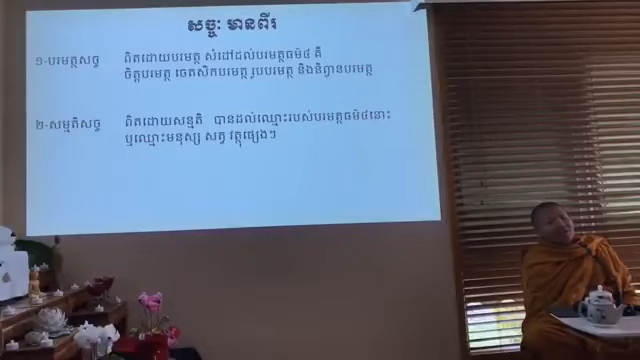 សច្ចៈ មានពីរ
១-បរមត្ថសច្ច ពិតដោយបរមត្ថ សំដៅដល់បរមត្ថធម៌៤ គឺ
ចិត្តបរមត្ថ ចេតសិកបរមត្ថ រូបបរមត្ថ និងនិព្វានបរមត្ថ
២-សម្មតិសច្ច ពិតដោយសន្មតិ បានដល់ឈ្មោះរបស់បរមត្ថធម៌៤នោះ
ឬឈ្មោះមនុស្ស សត្វ វត្ថុផ្សេងៗ